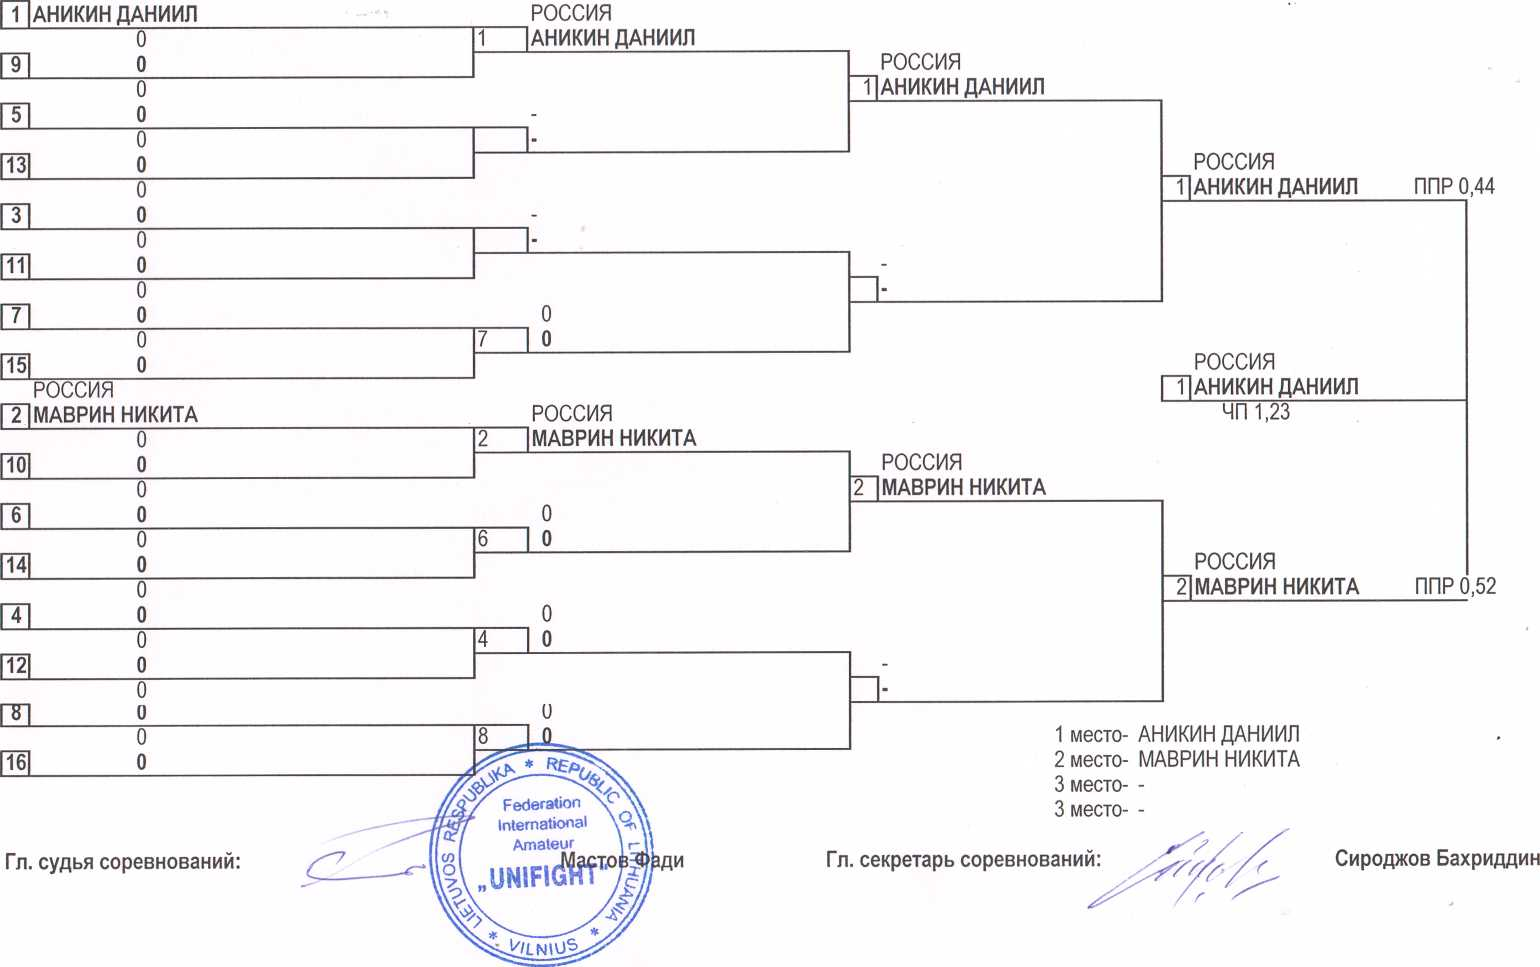 1 АНИКИН ДАНИИЛ
0
9 0
0
5 0
0
13 0
0
3 0
0
11 0
0
7 0
0
15 0
РОССИЯ
2 МАВРИН НИКИТА
0
10 0
0
6 0
0
14 0
0
4 0
0
12 0
0
8 0
0
16 0
РОССИЯ
1 АНИКИН ДАНИИЛ
-
-
-
-
0
7 0
РОССИЯ
2 МАВРИН НИКИТА
0
6 0
0
4 0
0
8 0
РОССИЯ
1 АНИКИН ДАНИИЛ
-
-
РОССИЯ
2 МАВРИН НИКИТА
-
-
РОССИЯ
1 АНИКИН ДАНИИЛ ППР 0,44
РОССИЯ
1 АНИКИН ДАНИИЛ
ЧП 1,23
РОССИЯ
2 МАВРИН НИКИТА ППР 0,52
1 место- АНИКИН ДАНИИЛ
2 место- МАВРИН НИКИТА
3 место- -
3 место- -
Гл. судья соревнований: Мастов Фади
Гл. секретарь соревнований: Сироджов Бахриддин
* LIETUVOS RESPUBLIKA * REPUBLIC OF LITHUANIA * VILNIUS
Federation
International
Amateur
„UNIFIGHT"